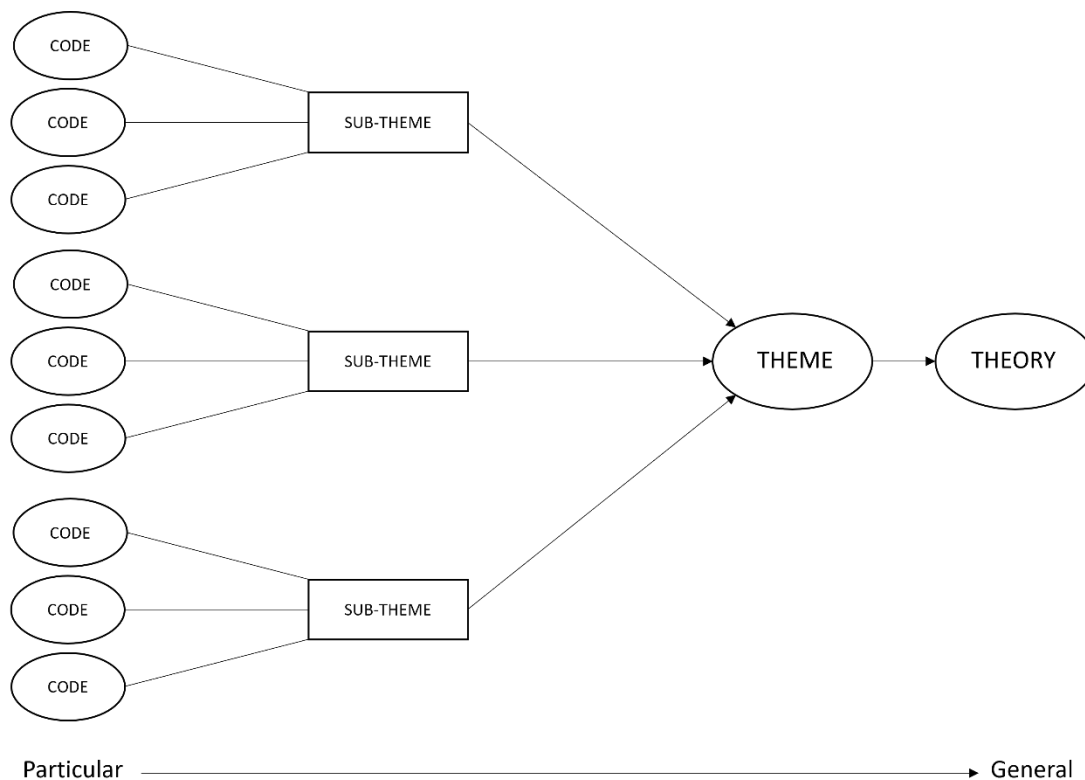 CODE
CODE
SUB-THEME
CODE
CODE
CODE
SUB-THEME
THEME
THEORY
CODE
CODE
CODE
SUB-THEME
CODE
Particular
General